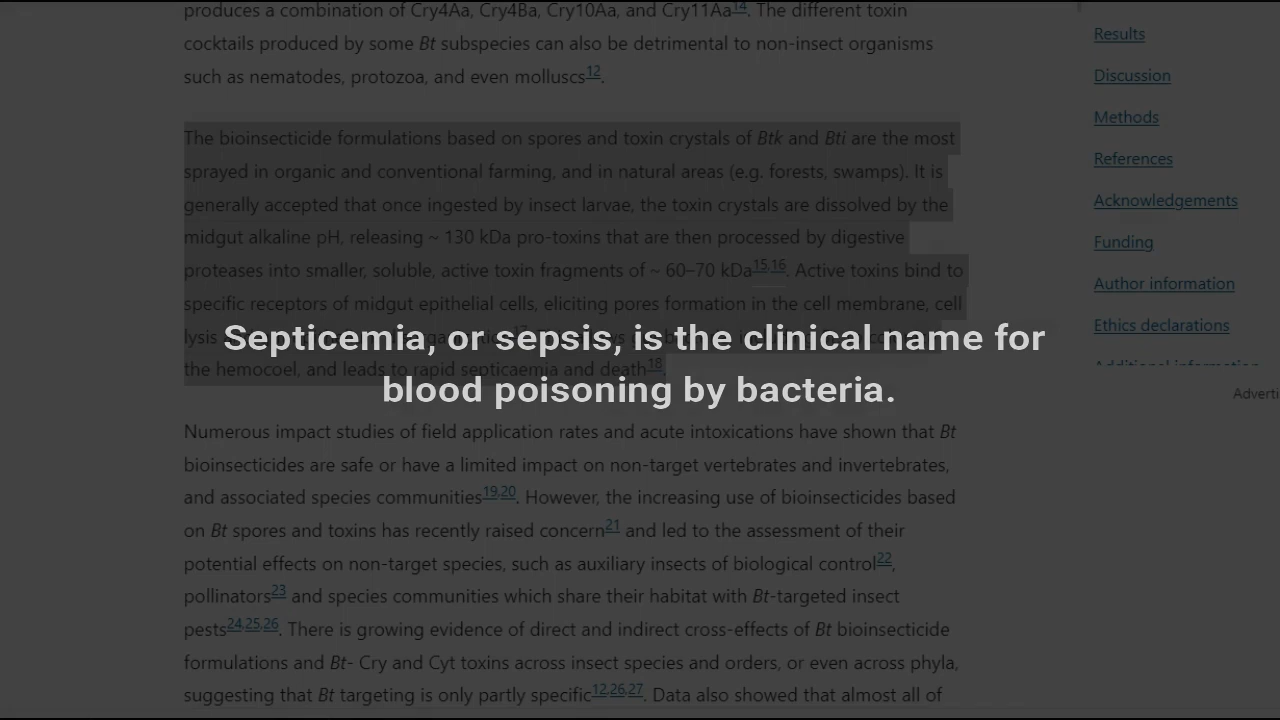 produces a combination of Cry4Aa, Cry4Ba, Cry10Aa, and Cry11Aa14. The different toxin
cocktails produced by some Bt subspecies can also be detrimental to non-insect organisms
such as nematodes, protozoa, and even molluscs12.
The bioinsecticide formulations based on spores and toxin crystals of Btk and Bti are the most
sprayed in organic and conventional farming, and in natural areas (e.g. forests, swamps). It is
generally accepted that once ingested by insect larvae, the toxin crystals are dissolved by the
midgut alkaline pH, releasing ~ 130 kDa pro-toxins that are then processed by digestive
proteases into smaller, soluble, active toxin fragments of ~ 60–70 kDa15,16. Active toxins bind to
specific receptors of midgut epithelial cells, eliciting pores formation in the cell membrane, cell
lysis
the hemocoel, and leads to rapid septicaemia and death18.
Septicemia, or sepsis, is the clinical name for
blood poisoning by bacteria.
Numerous impact studies of field application rates and acute intoxications have shown that Bt
bioinsecticides are safe or have a limited impact on non-target vertebrates and invertebrates,
and associated species communities19,20. However, the increasing use of bioinsecticides based
on Bt spores and toxins has recently raised concern21 and led to the assessment of their
potential effects on non-target species, such as auxiliary insects of biological control22,
pollinators23 and species communities which share their habitat with Bt-targeted insect
pests24,25,26. There is growing evidence of direct and indirect cross-effects of Bt bioinsecticide
formulations and Bt- Cry and Cyt toxins across insect species and orders, or even across phyla,
suggesting that Bt targeting is only partly specific12,26,27. Data also showed that almost all of
Results
Discussion
Methods
References
Acknowledgements
Funding
Author information
Ethics declarations
Additional information
Adverti